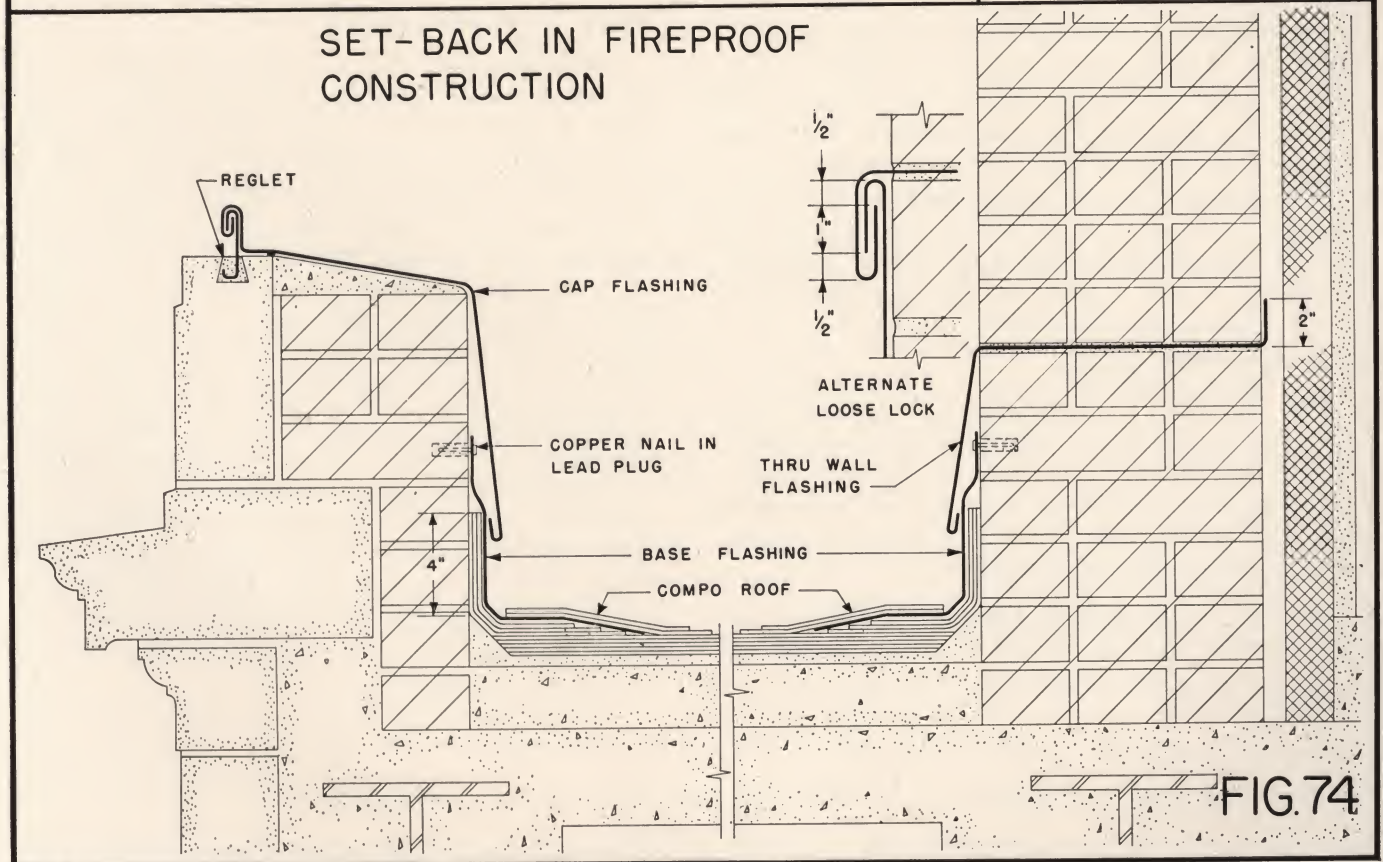 SET-BACK IN FIREPROOF
CONSTRUCTION
REGLET
CAP FLASHING
1/2"
1"
1/2"
ALTERNATE
LOOSE LOCK
2"
COPPER NAIL IN
LEAD PLUG
THRU WALL
FLASHING
4"
BASE FLASHING
COMPO ROOF
FIG. 74